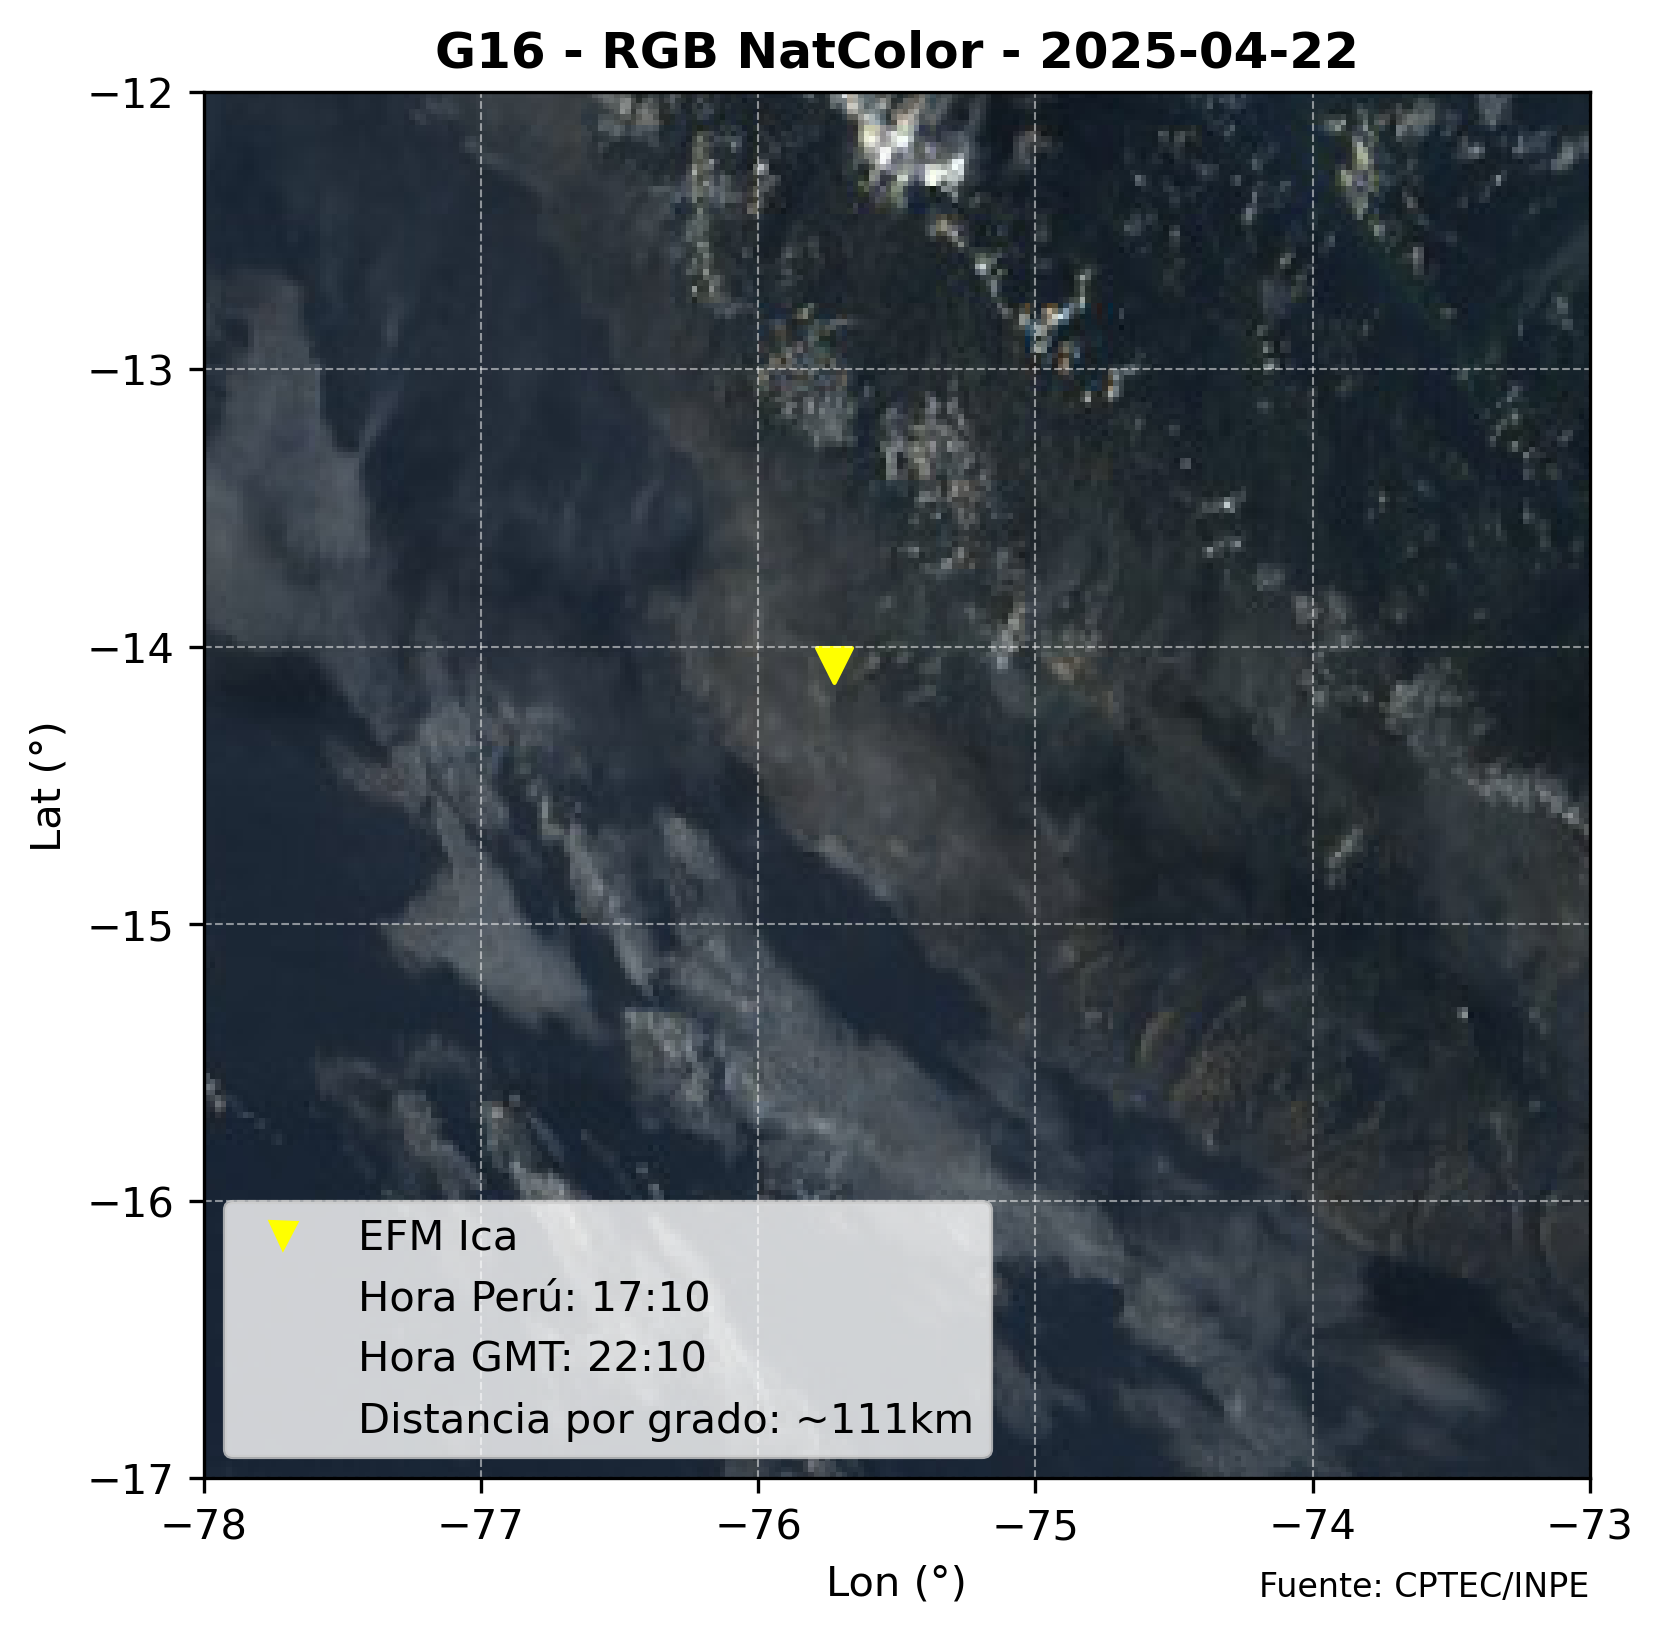 G16 - RGB NatColor - 2025-04-22
−12
−13
−14
−15
−16
−17
Lat (°)
EFM Ica
Hora Perú: 17:10
Hora GMT: 22:10
Distancia por grado: ~111km
−78 −77 −76 −75 −74 −73
Lon (°)
Fuente: CPTEC/INPE